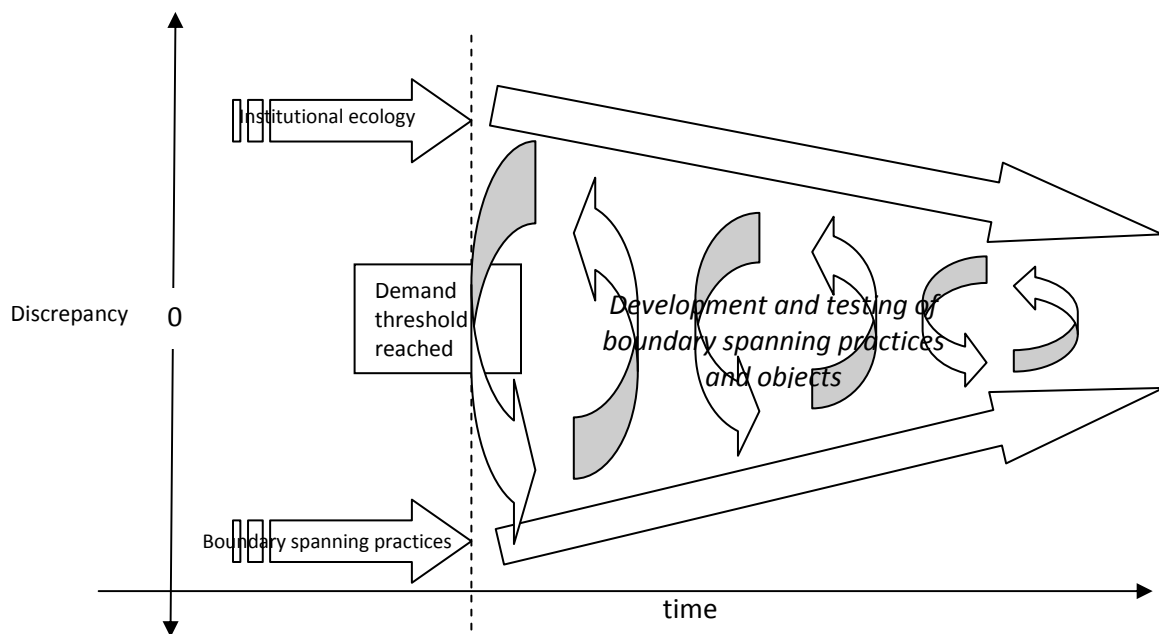 Institutional ecology
Discrepancy
0
Demand
threshold
reached
Development and testing of
boundary spanning practices
and objects
Boundary spanning practices
time